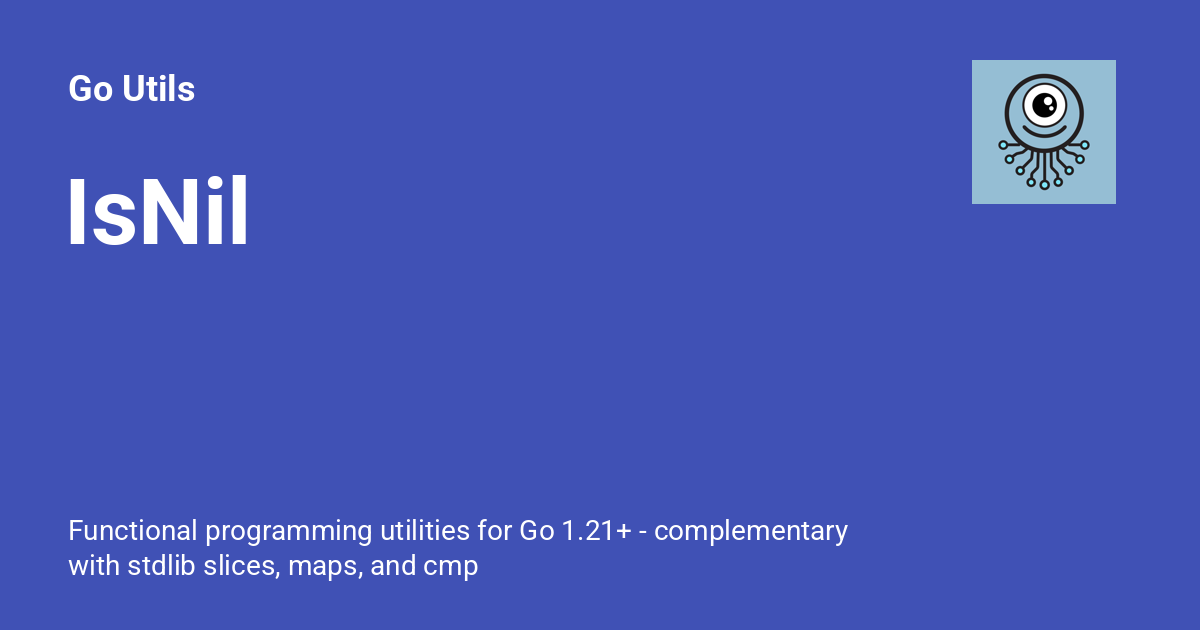 Go Utils
IsNil
Functional programming utilities for Go 1.21+ - complementary
with stdlib slices, maps, and cmp